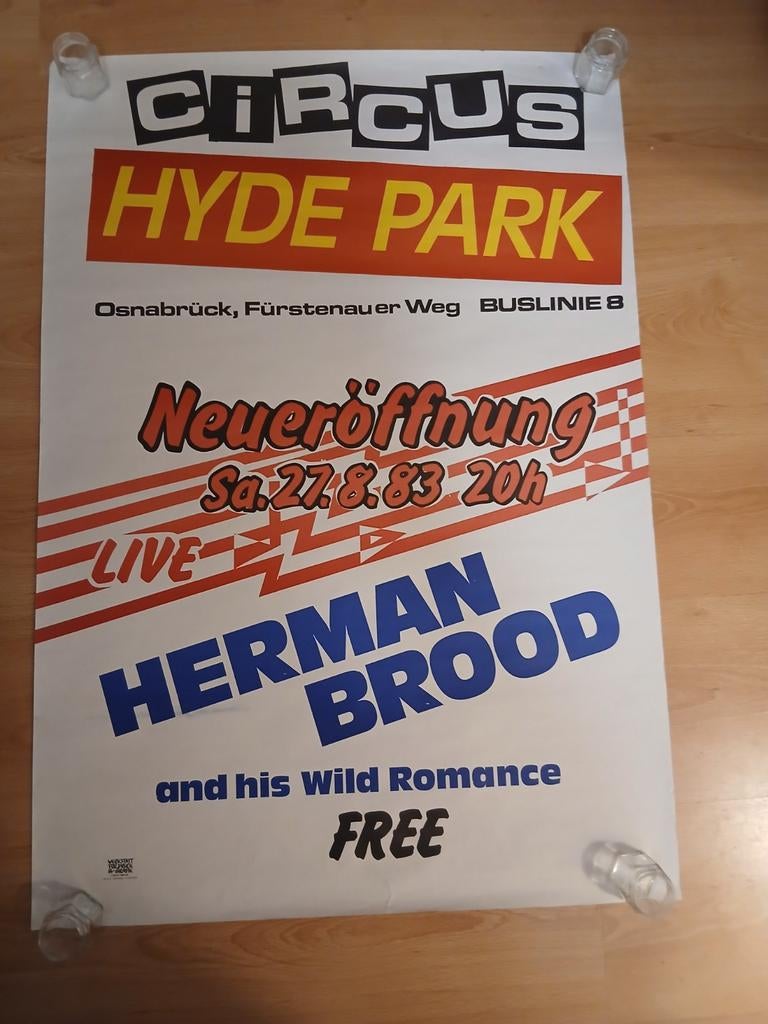 CiRCUS
HYDE PARK
Osnabrück, Fürstenauer Weg BUSLINIE 8
Neueröffnung
Sa. 27. 8. 83 20h
LIVE
HERMAN
BROOD
and his Wild Romance
FREE